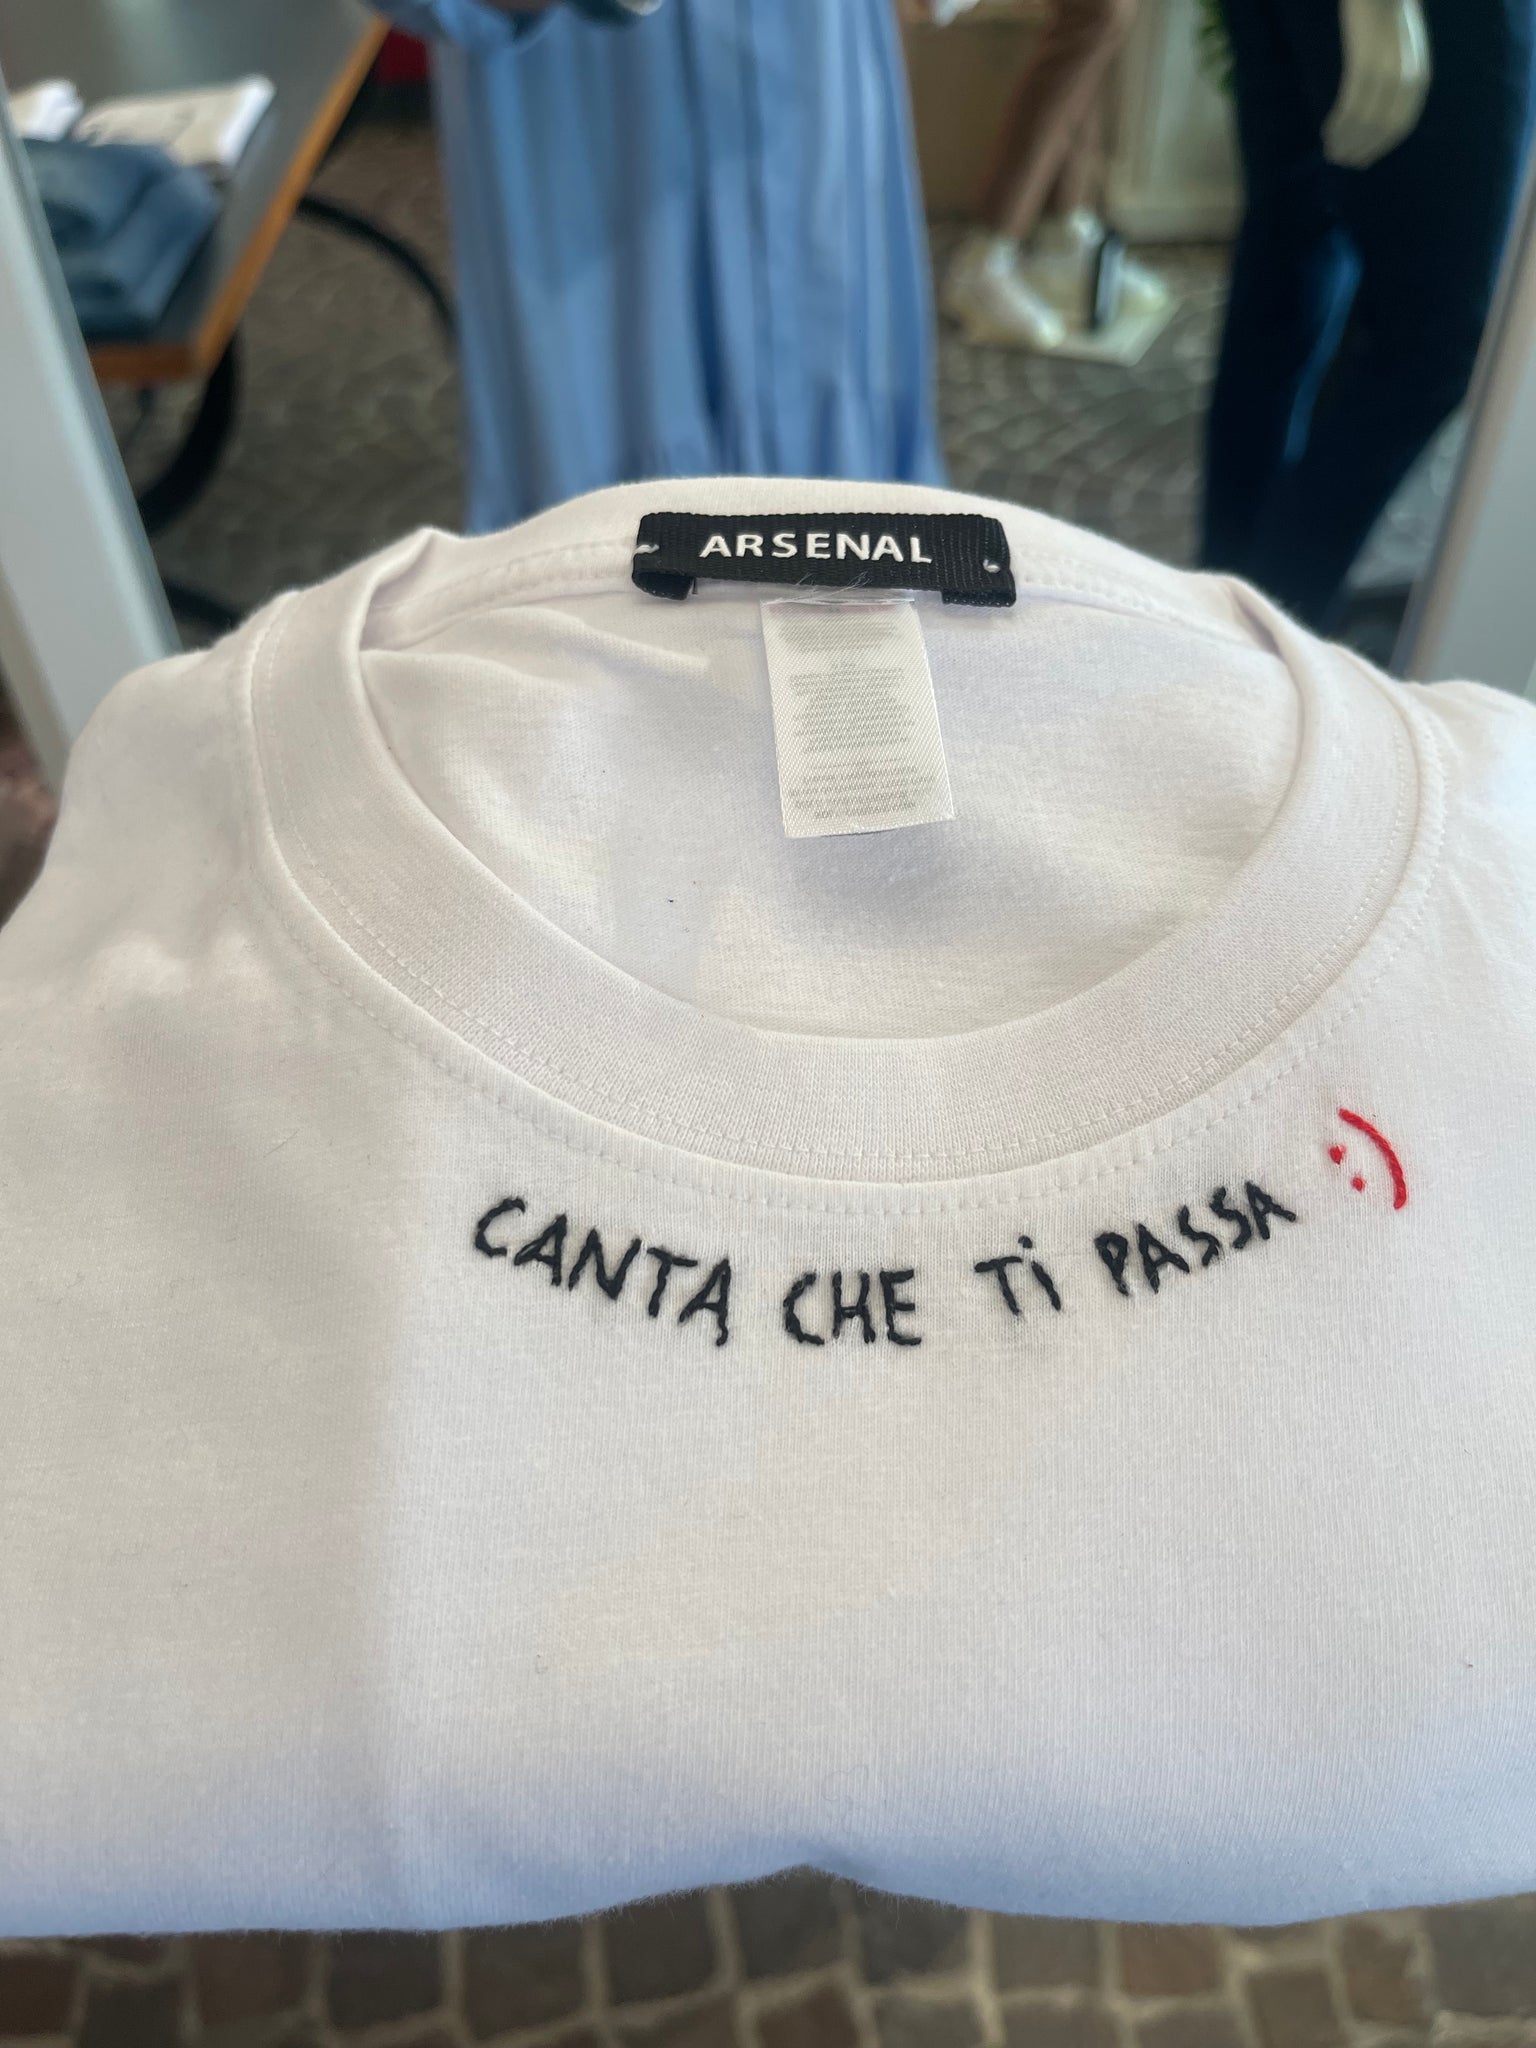 ARSENAL
CANTA CHE Ti PASSA :)